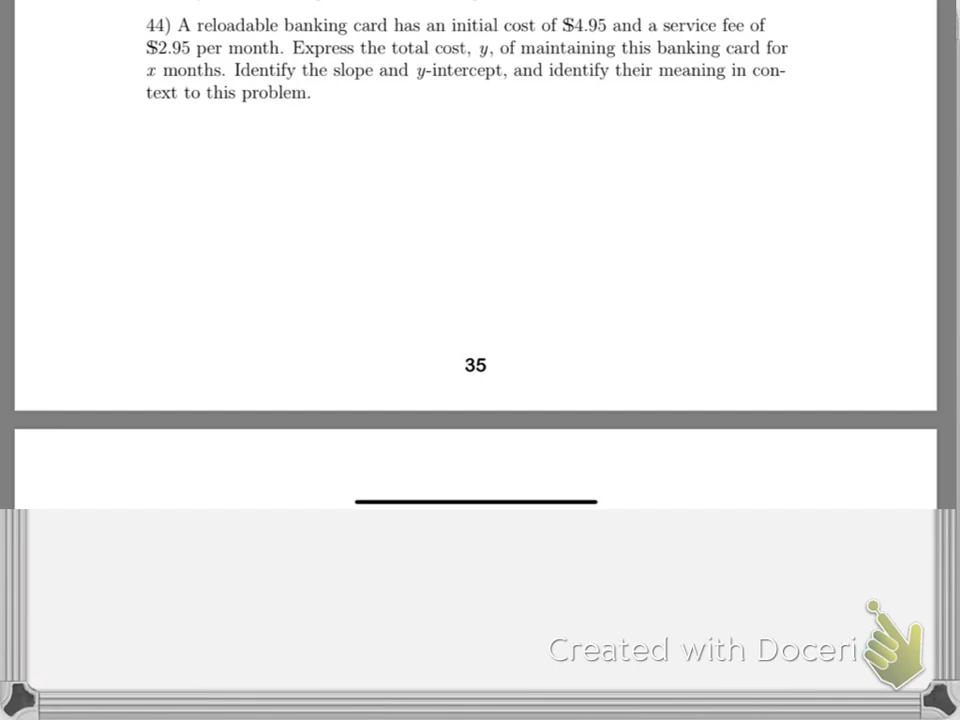 44) A reloadable banking card has an initial cost of $4.95 and a service fee of
$2.95 per month. Express the total cost, y, of maintaining this banking card for
x months. Identify the slope and y-intercept, and identify their meaning in con-
text to this problem.
35
Created with Doceri